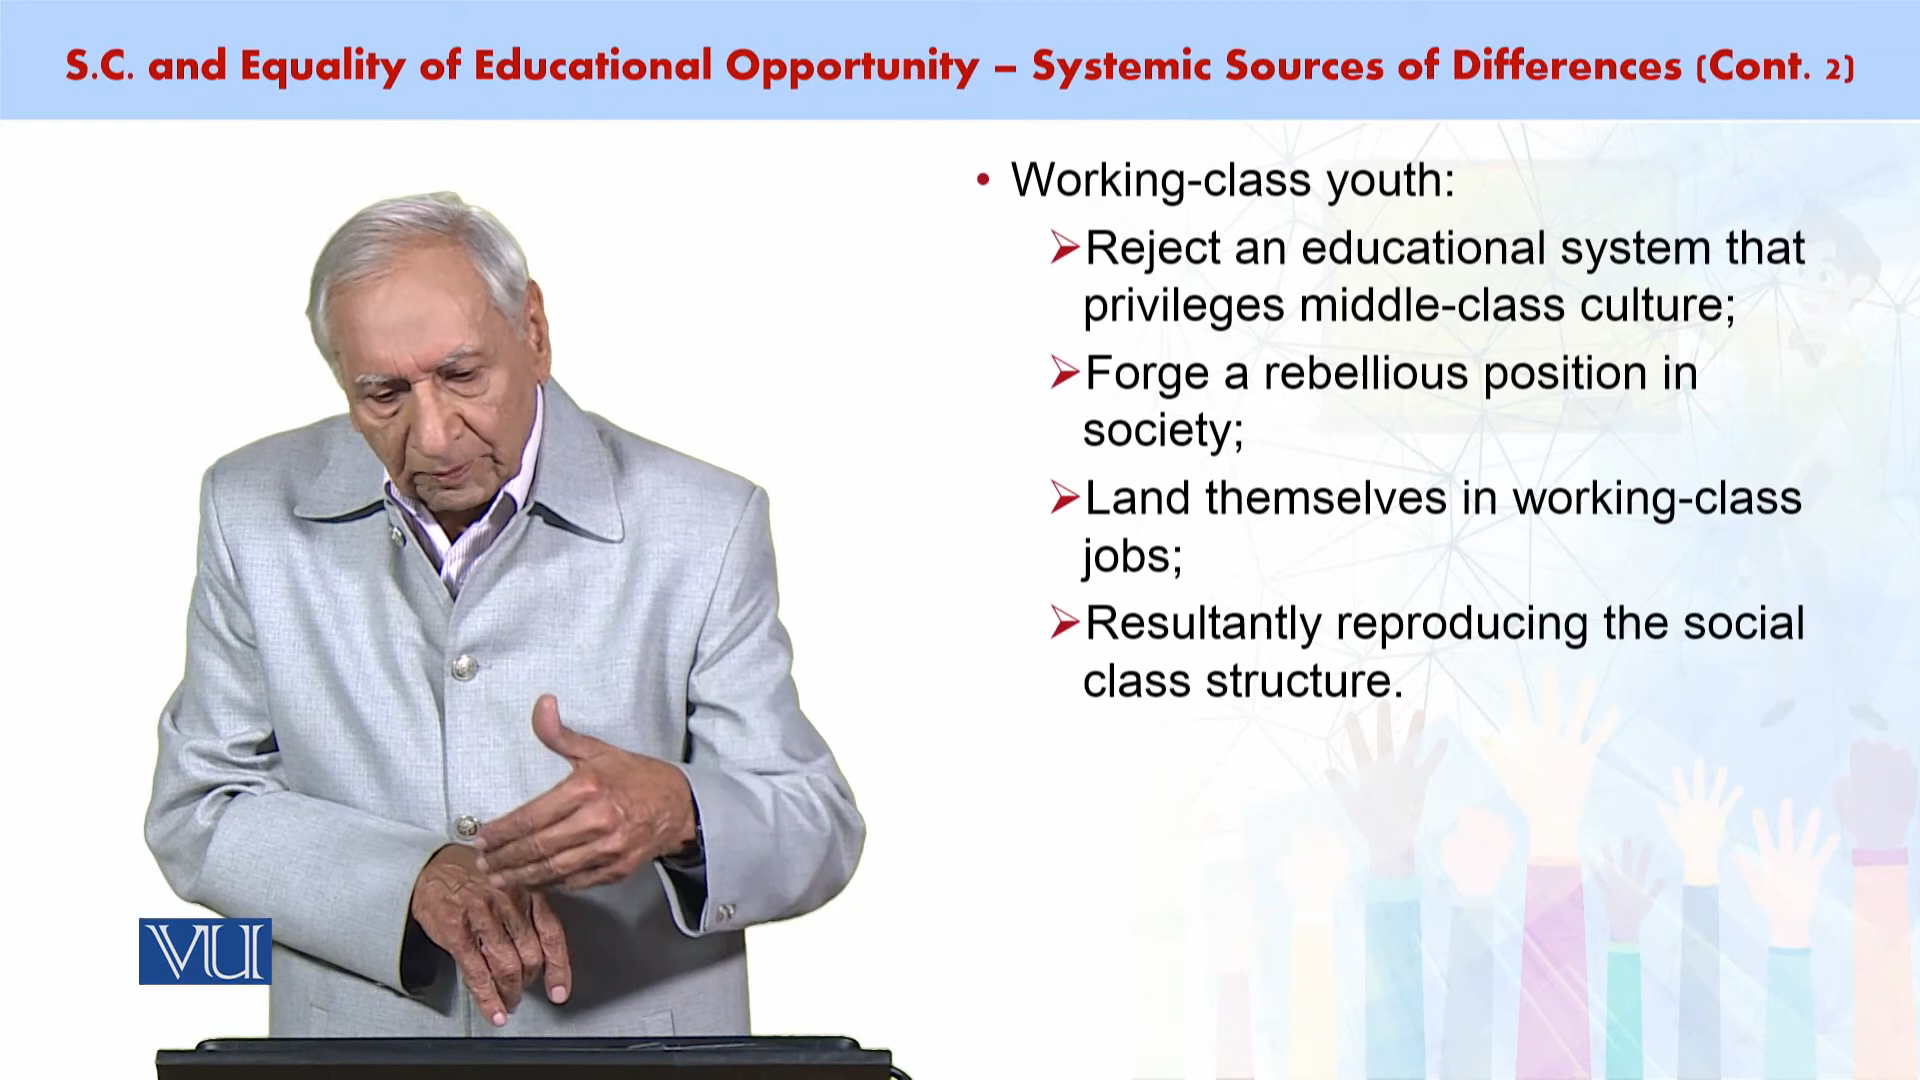 S.C. and Equality of Educational Opportunity – Systemic Sources of Differences (Cont. 2)
• Working-class youth:
➢Reject an educational system that
privileges middle-class culture;
➢Forge a rebellious position in
society;
➢Land themselves in working-class
jobs;
➢Resultantly reproducing the social
class structure.
VU